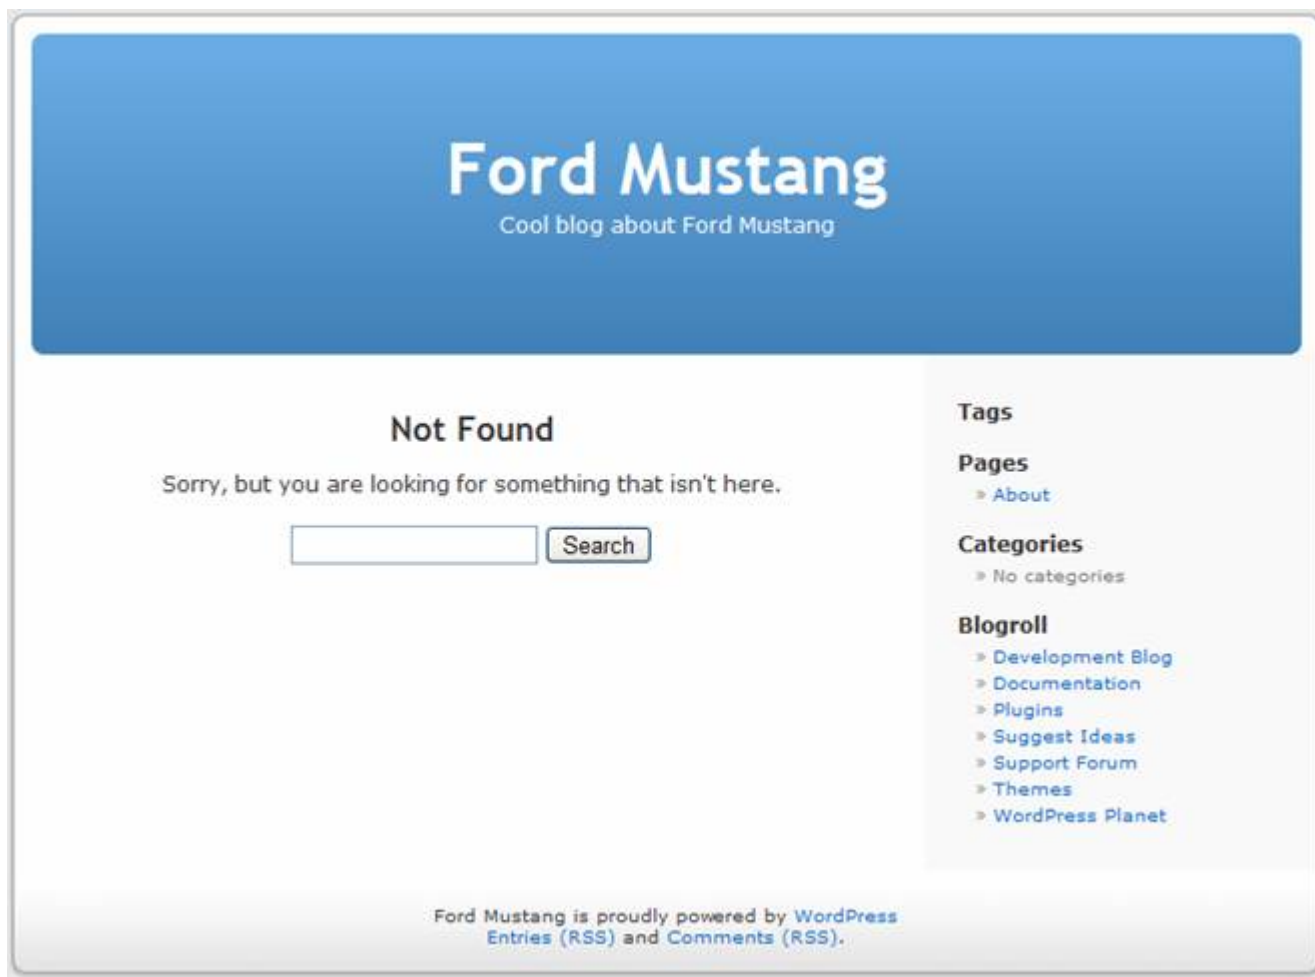 Ford Mustang
Cool blog about Ford Mustang
Not Found
Sorry, but you are looking for something that isn't here.
Search
Tags
Pages
» About
Categories
» No categories
Blogroll
» Development Blog
» Documentation
» Plugins
» Suggest Ideas
» Support Forum
» Themes
» WordPress Planet
Ford Mustang is proudly powered by WordPress
Entries (RSS) and Comments (RSS).